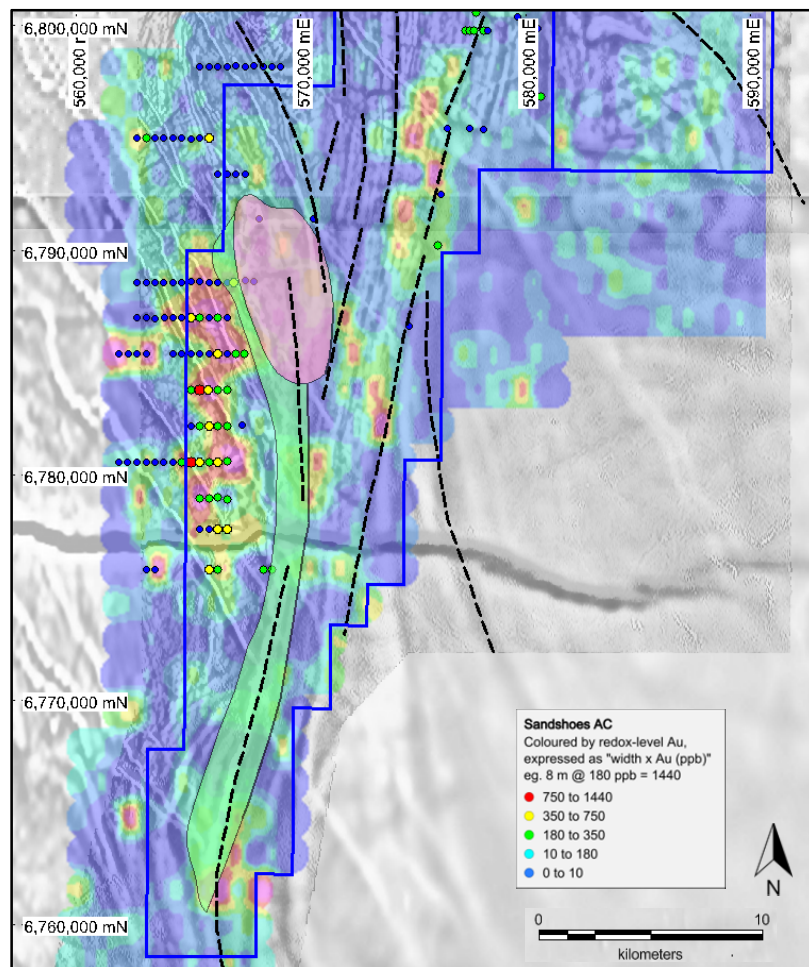 6,800,000 mN
560,000
570,000 mE
580,000 mE
590,000 mE
6,790,000 mN
6,780,000 mN
6,770,000 mN
6,760,000 mN
Sandshoes AC
Coloured by redox-level Au,
expressed as "width x Au (ppb)"
eg. 8 m @ 180 ppb = 1440
750 to 1440
350 to 750
180 to 350
10 to 180
0 to 10
N
0 10
kilometers